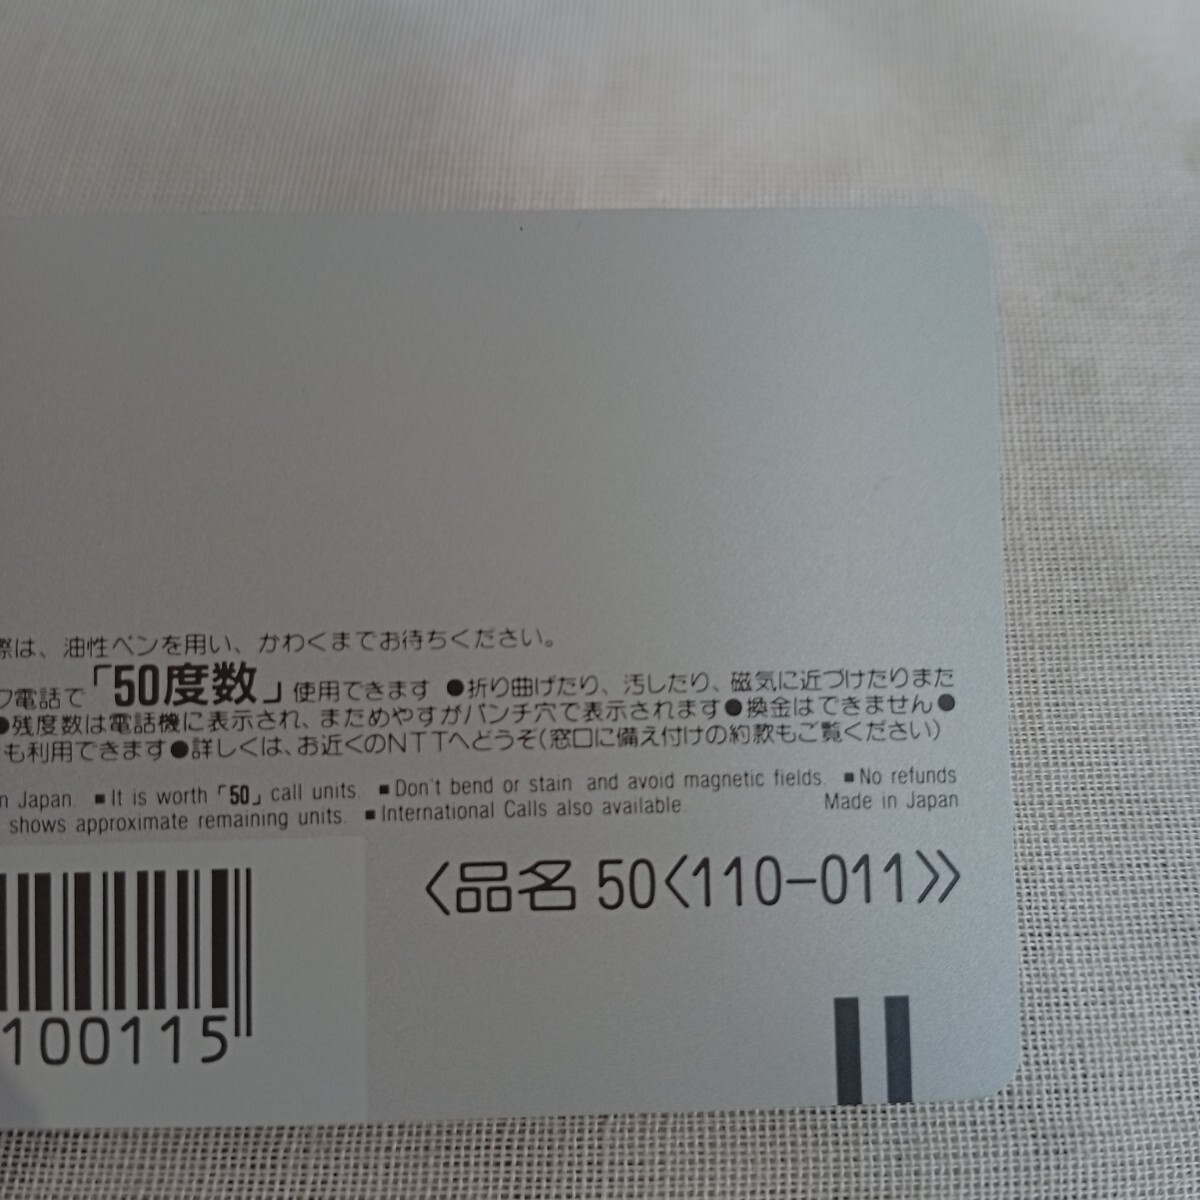 際は、油性ペンを用い、かわくまでお待ちください。
電話で「50度数」使用できます ●折り曲げたり、汚したり、磁気に近づけたりまた
●残度数は電話機に表示され、まためやすがパンチ穴で表示されます●換金はできません●
も利用できます●詳しくは、お近くのNTTへどうぞ(窓口に備え付けの約款もご覧ください)
n Japan. ■It is worth「50」call units. ■Don't bend or stain and avoid magnetic fields. ■No refunds
shows approximate remaining units. ■International Calls also available. Made in Japan
〈品名 50〈110-011〉〉
100115